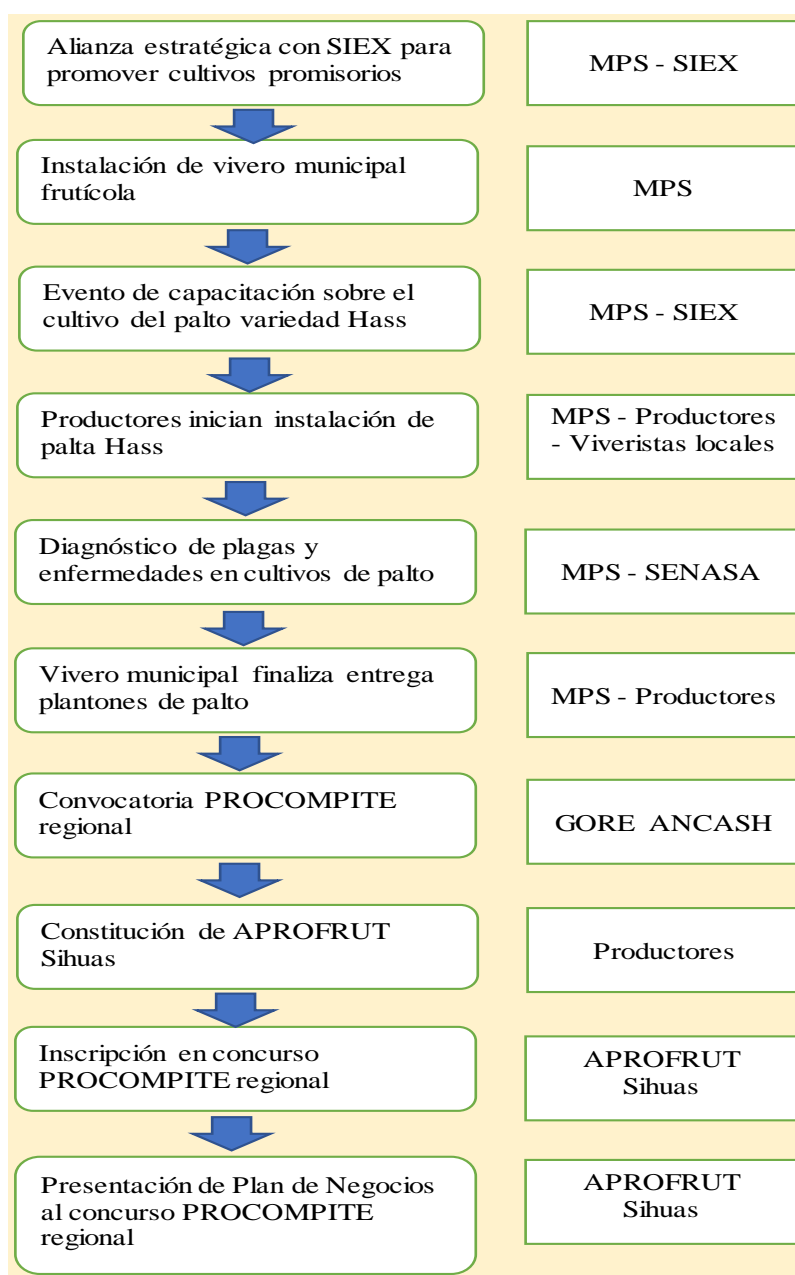 Alianza estratégica con SIEX para
promover cultivos promisorios
MPS - SIEX
Instalación de vivero municipal
frutícola
MPS
Evento de capacitación sobre el
cultivo del palto variedad Hass
MPS - SIEX
Productores inician instalación de
palta Hass
MPS - Productores
- Viveristas locales
Diagnóstico de plagas y
enfermedades en cultivos de palto
MPS - SENASA
Vivero municipal finaliza entrega
plantones de palto
MPS - Productores
Convocatoria PROCOMPITE
regional
GORE ANCASH
Constitución de APROFRUT
Sihuas
Productores
Inscripción en concurso
PROCOMPITE regional
APROFRUT
Sihuas
Presentación de Plan de Negocios
al concurso PROCOMPITE
regional
APROFRUT
Sihuas